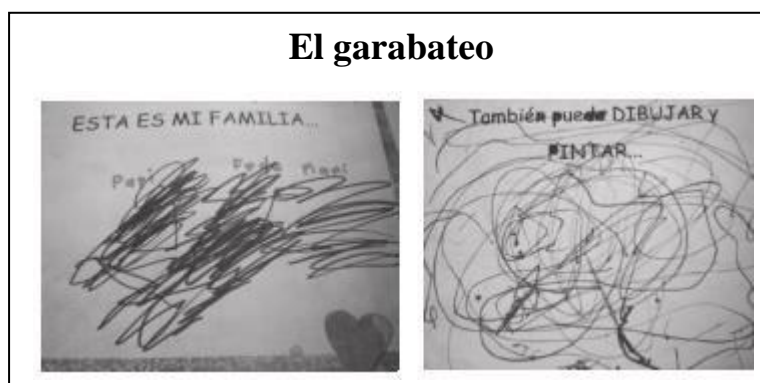 El garabateo
ESTA ES MI FAMILIA...
Papi
También puede DIBUJAR y
PINTAR...